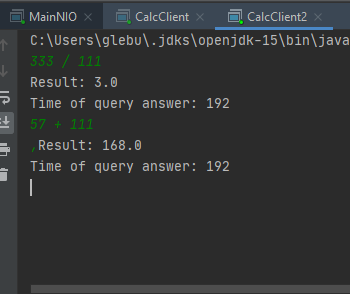 MainNIO × CalcClient × CalcClient2 ×
C:\Users\glebu\.jdks\openjdk-15\bin\java
333 / 111
Result: 3.0
Time of query answer: 192
57 + 111
,Result: 168.0
Time of query answer: 192